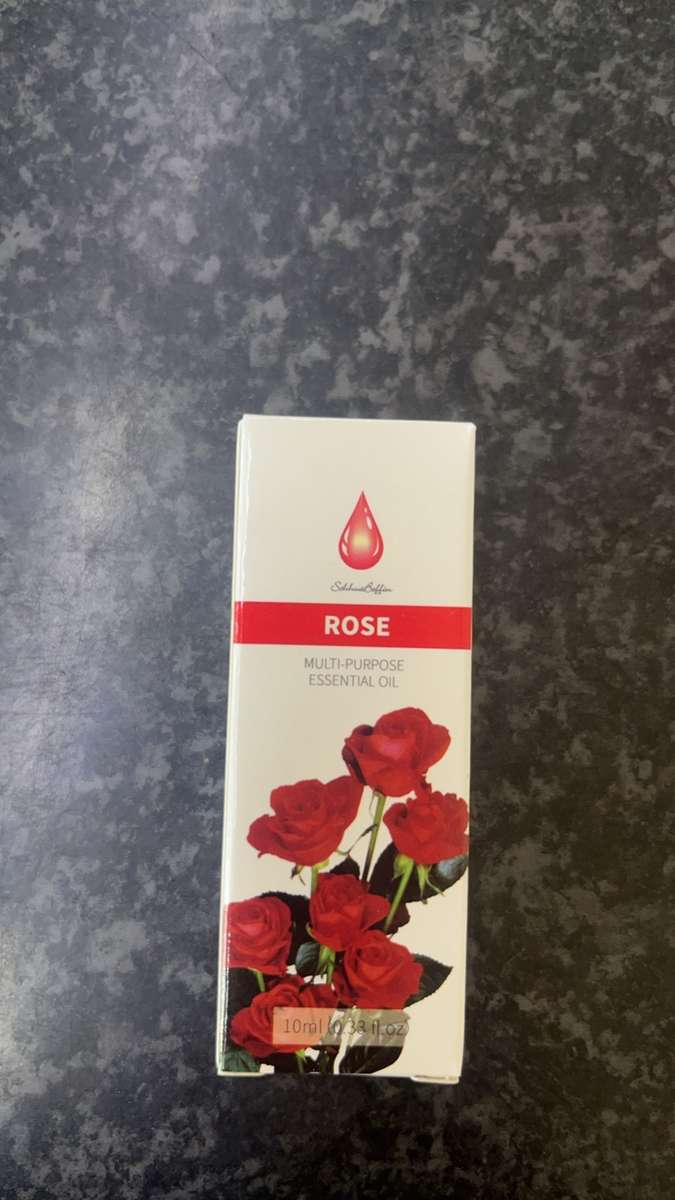 ROSE
MULTI-PURPOSE
ESSENTIAL OIL
10ml (0.33 fl.oz)